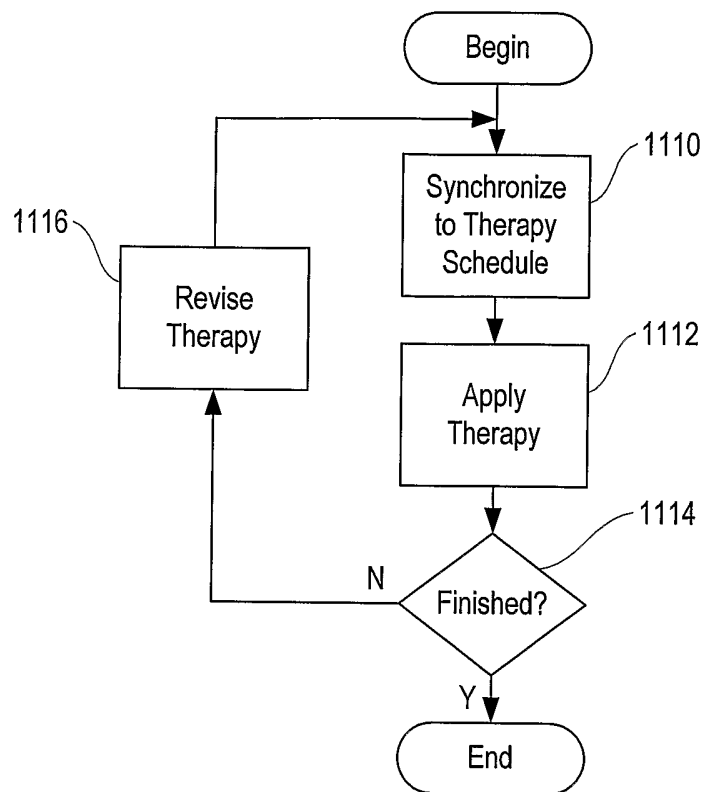 Begin
1110
Synchronize
to Therapy
Schedule
1116
Revise
Therapy
1112
Apply
Therapy
1114
N
Finished?
Y
End